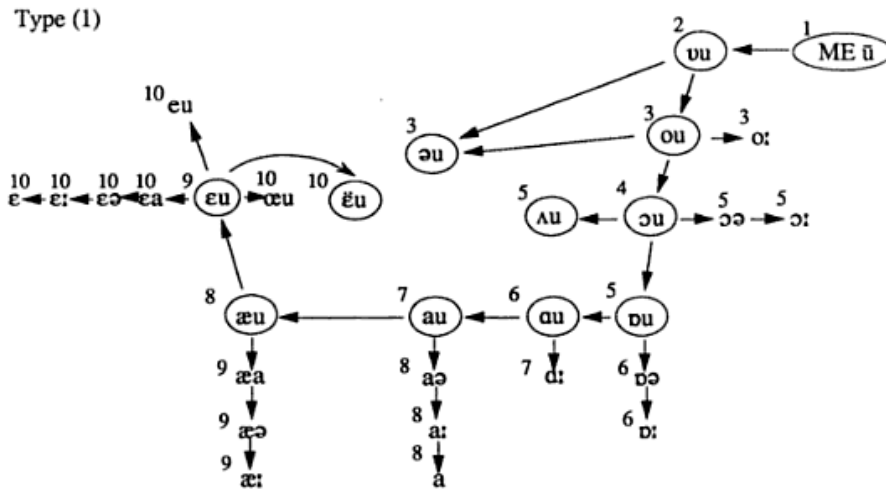 Type (1)
2 ʋu 1 ME ū
10 eu 3 əu 3 ou 3 oː
10 ɛ 10 ɛː 10 ɛə 10 ɛa 9 ɛu 10 œu 10 ɛ̈u 5 ʌu 4 ɔu 5 ɔə 5 ɔː
8 æu 7 au 6 ɑu 5 ɒu
9 æa 8 aə 7 ɑː 6 ɒə
9 æə 8 aː 6 ɒː
9 æː 8 a